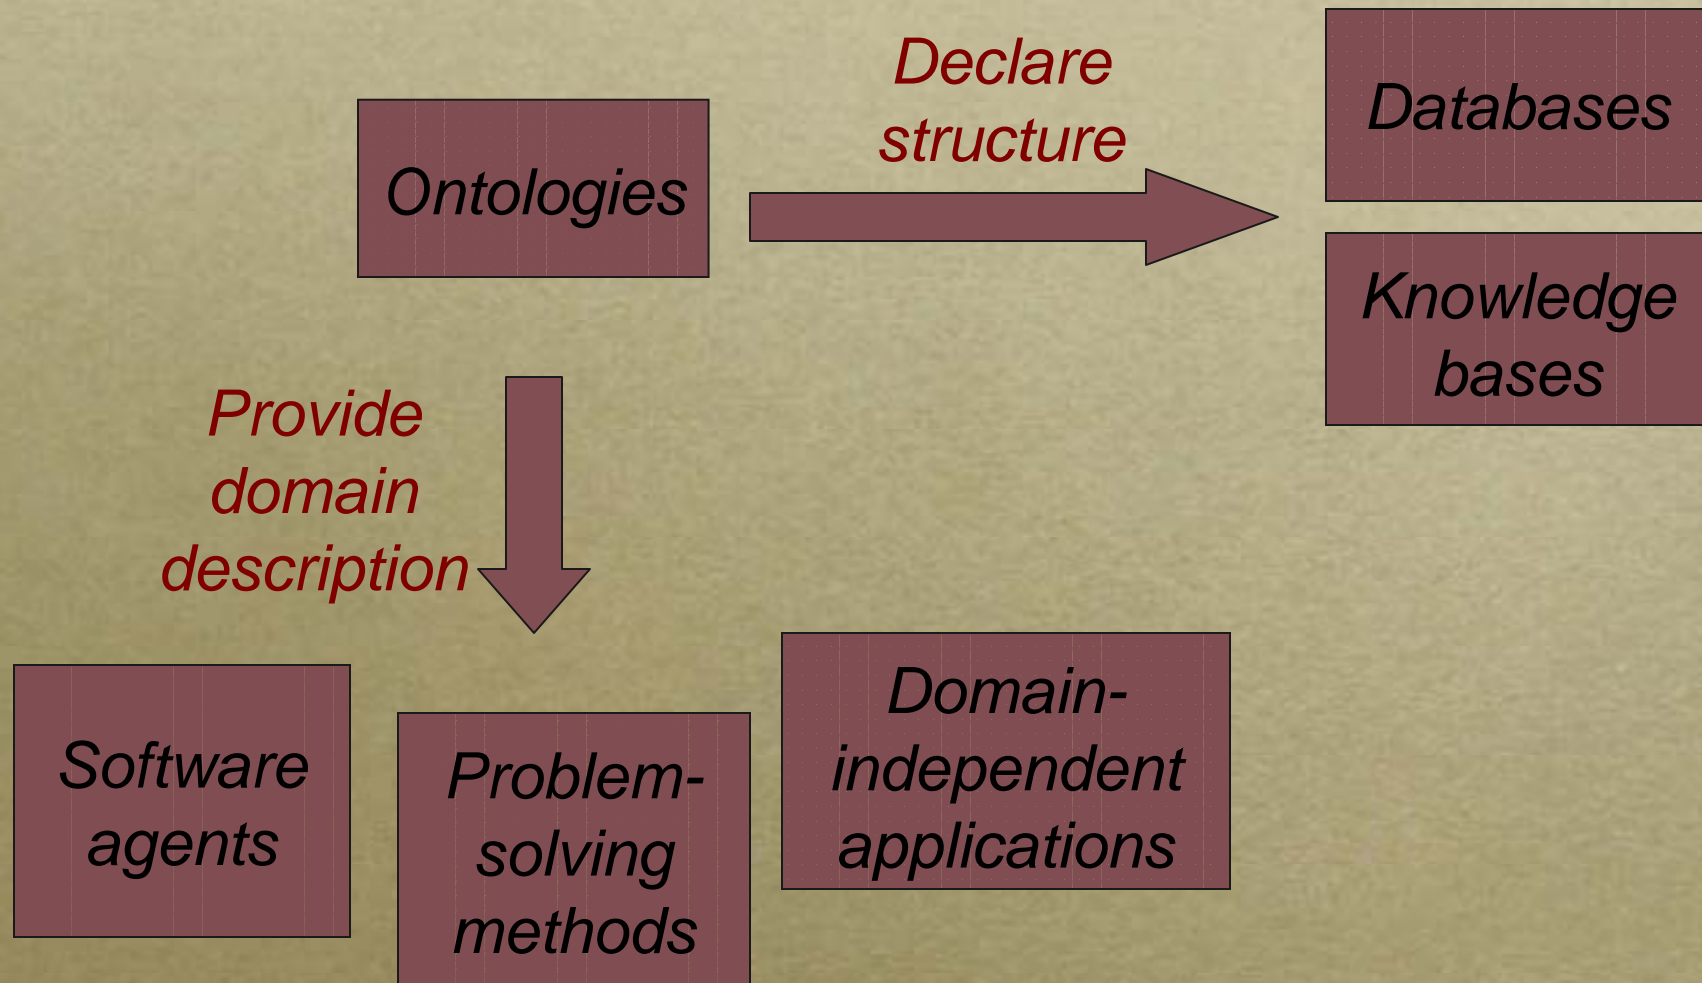 Declare
structure
Databases
Ontologies
Knowledge
bases
Provide
domain
description
Software
agents
Problem-
solving
methods
Domain-
independent
applications